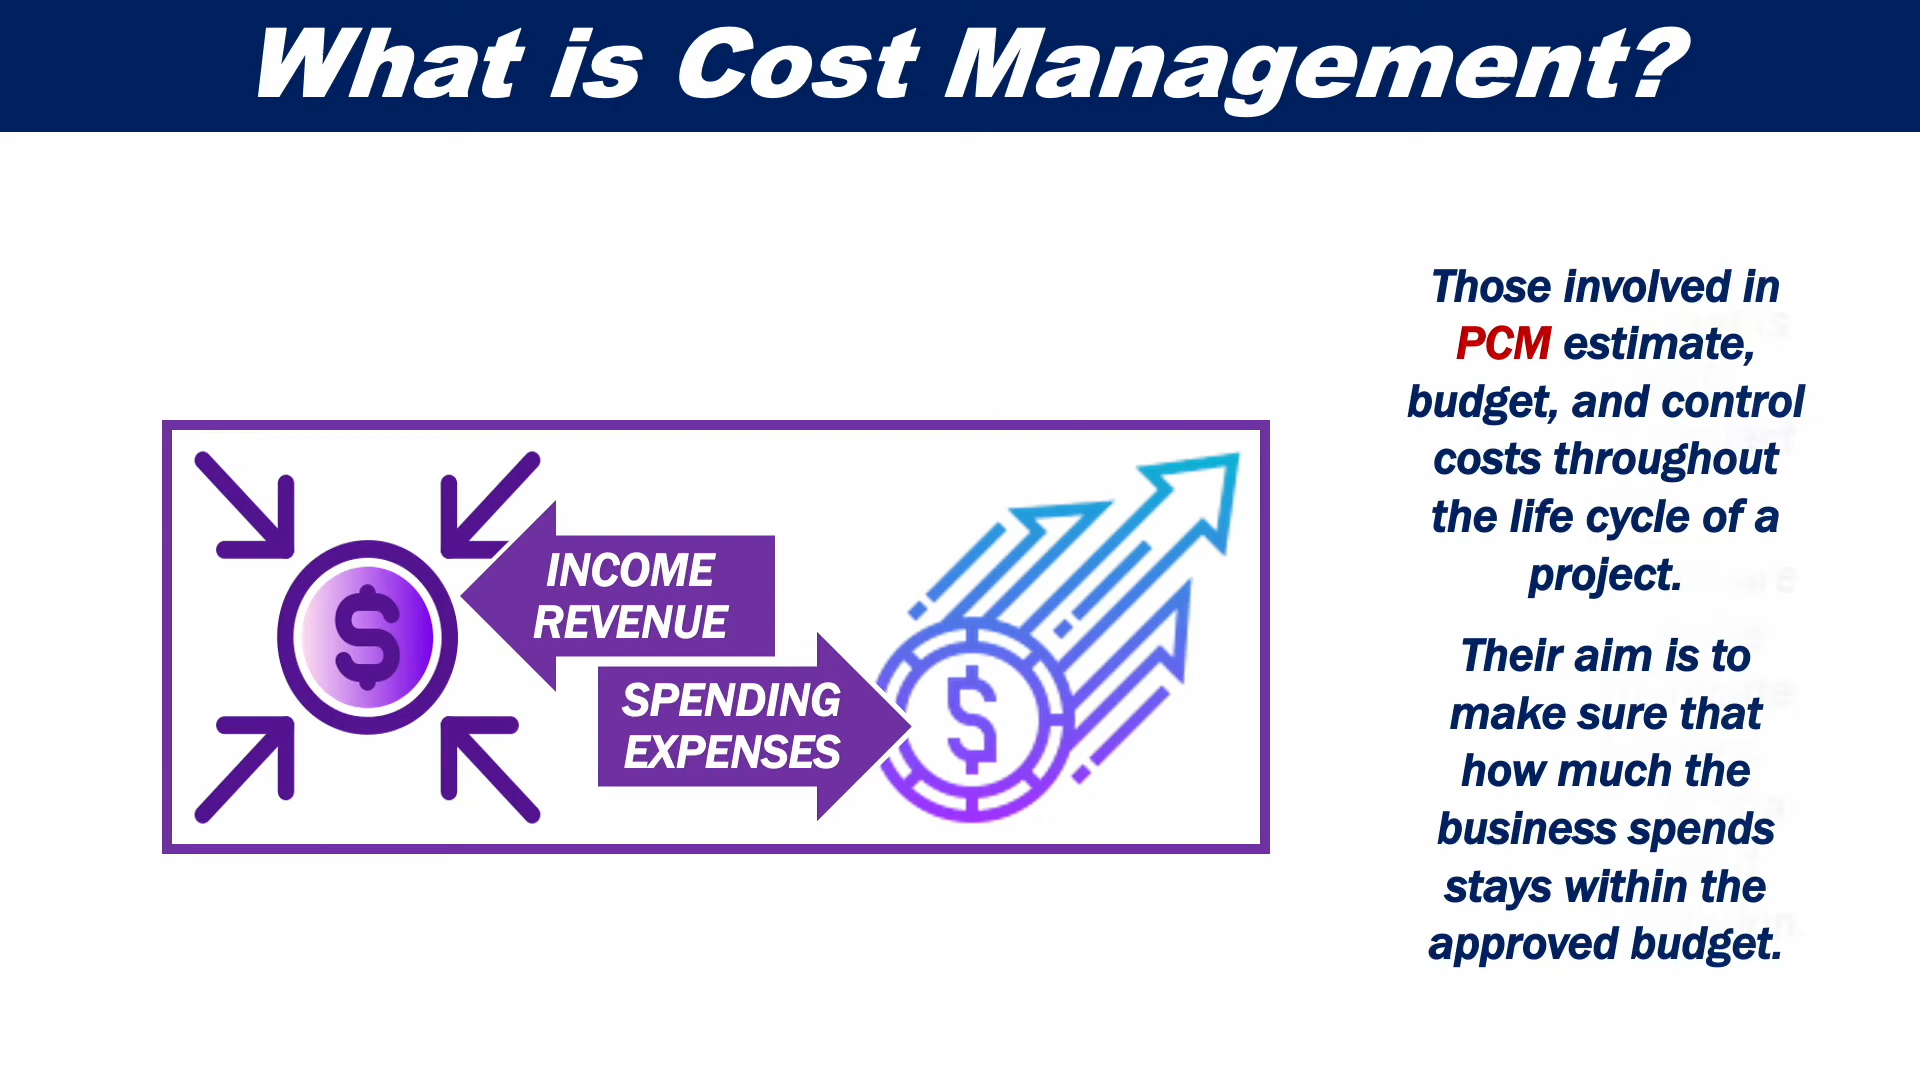 What is Cost Management?
INCOME
REVENUE
SPENDING
EXPENSES
Those involved in
PCM estimate,
budget, and control
costs throughout
the life cycle of a
project.
Their aim is to
make sure that
how much the
business spends
stays within the
approved budget.